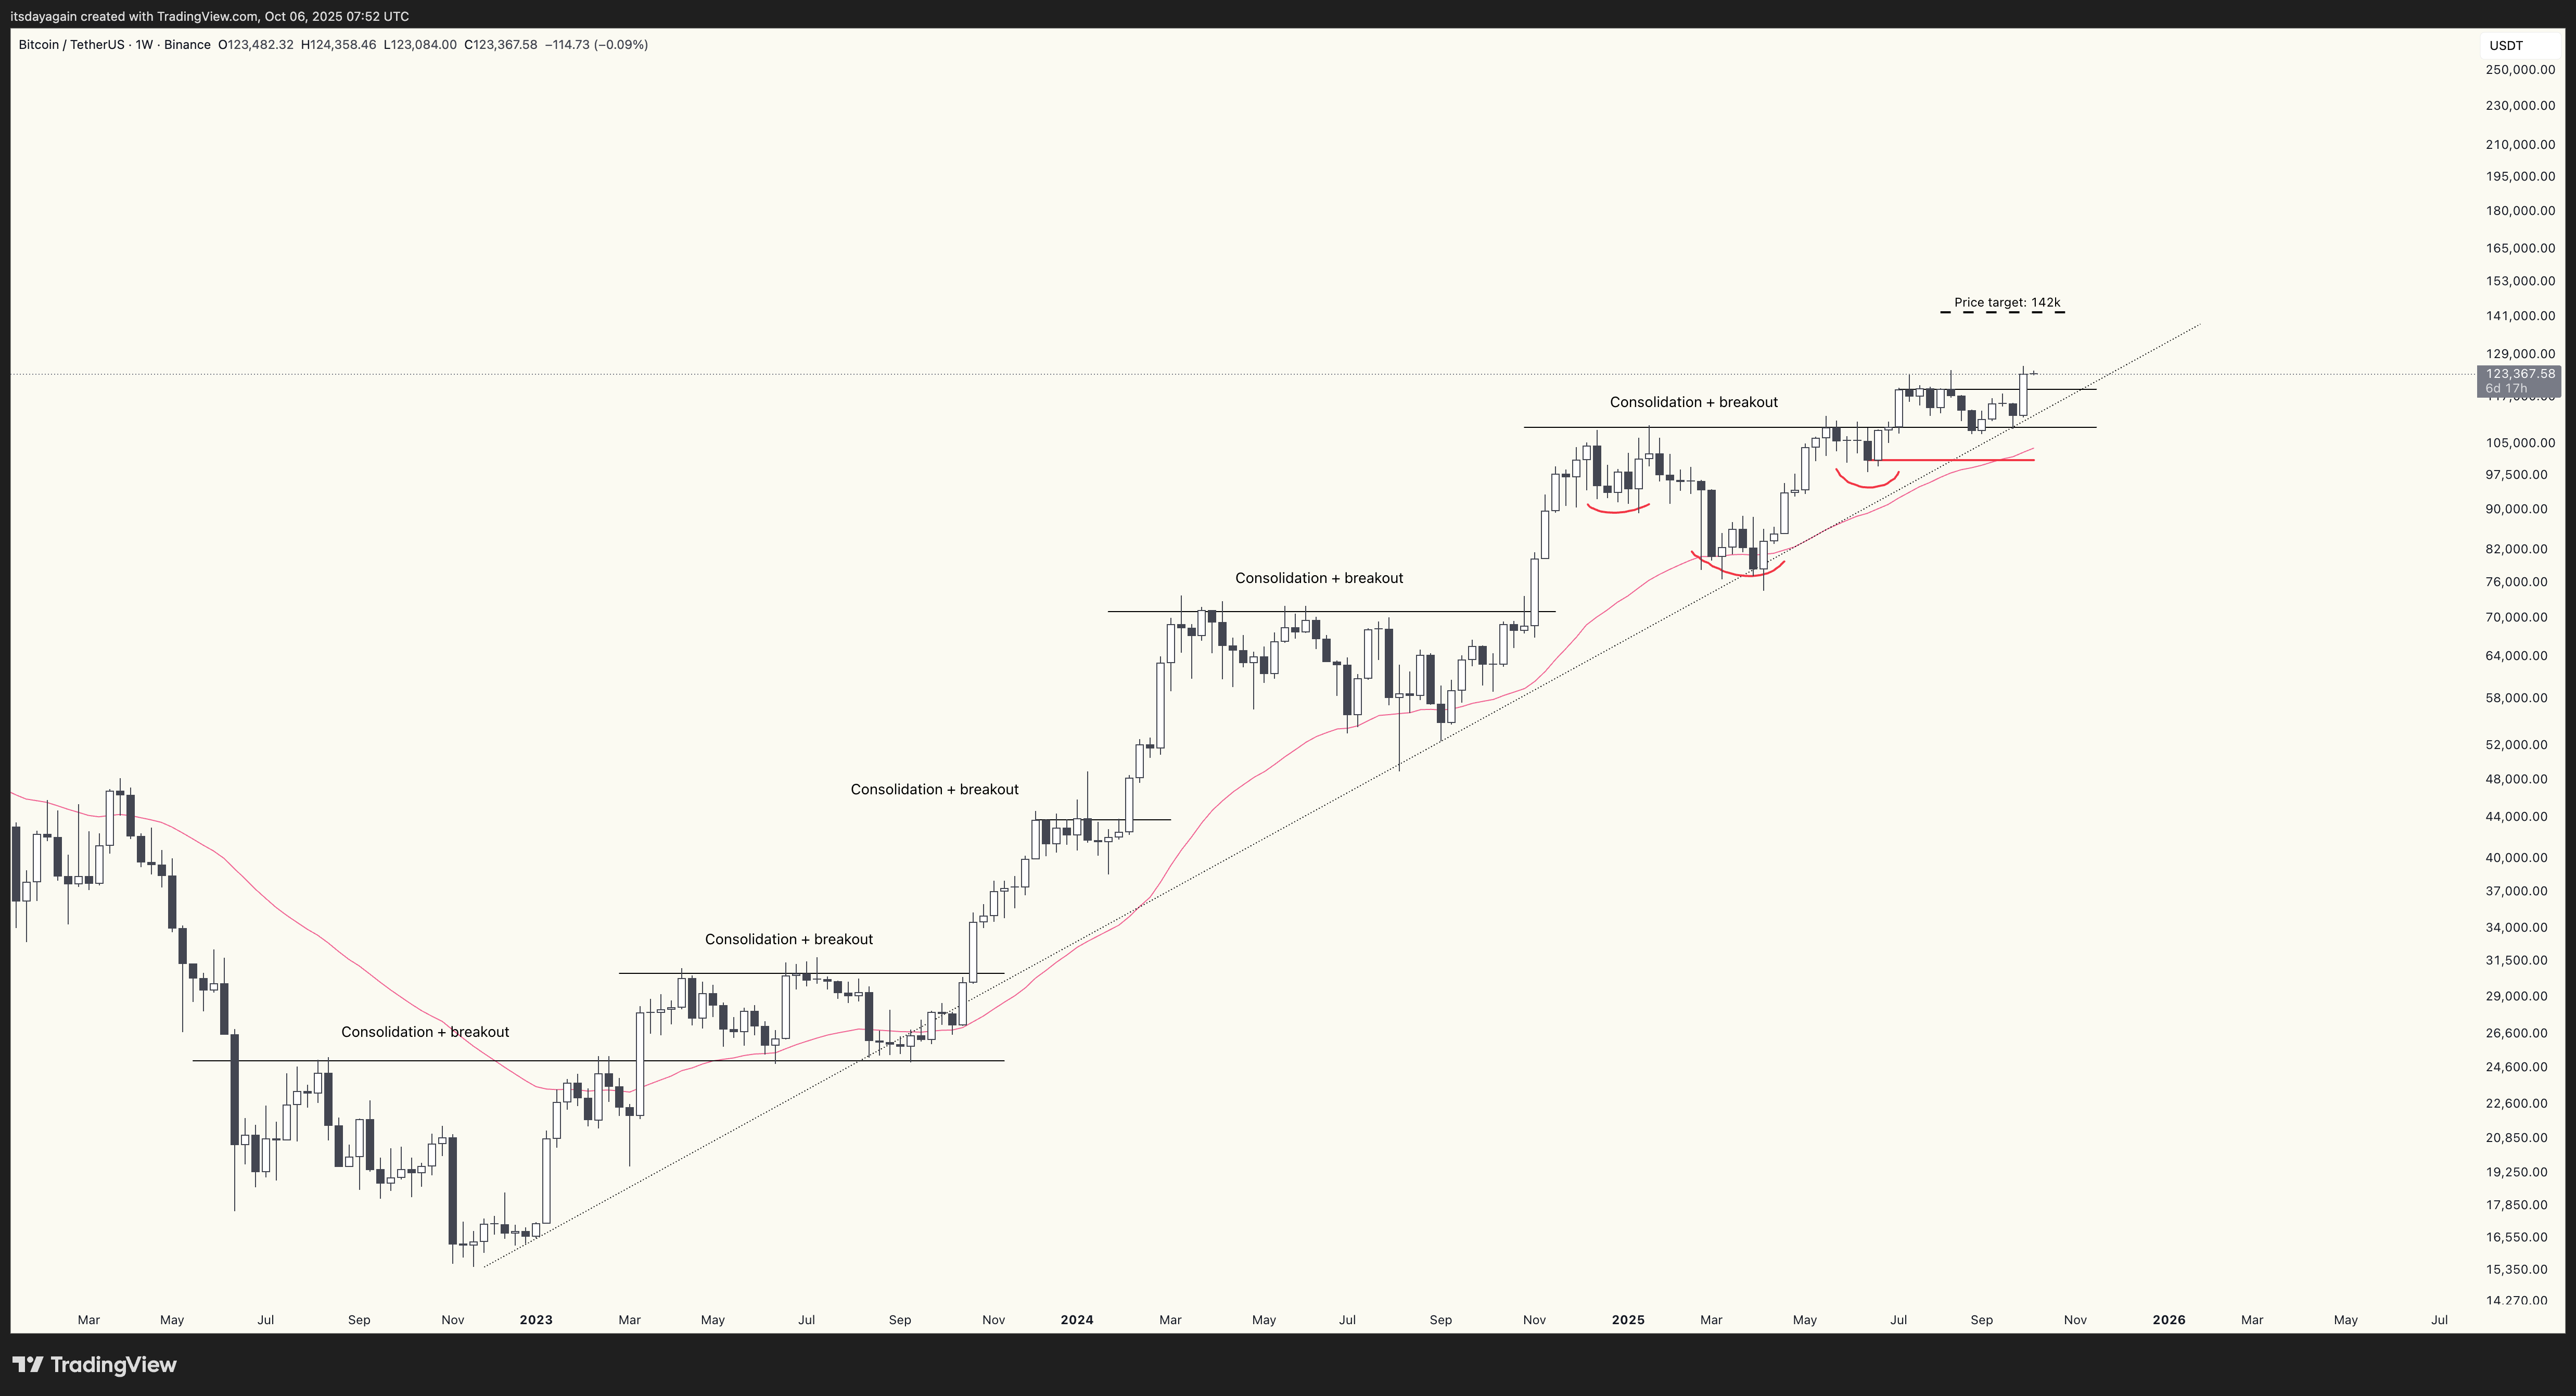 itsdayagain created with TradingView.com, Oct 06, 2025 07:52 UTC
Bitcoin / TetherUS · 1W · Binance O123,482.32 H124,358.46 L123,084.00 C123,367.58 −114.73 (−0.09%)
USDT
250,000.00
230,000.00
210,000.00
195,000.00
180,000.00
165,000.00
153,000.00
Price target: 142k
141,000.00
129,000.00
123,367.58
6d 17h
Consolidation + breakout
105,000.00
97,500.00
90,000.00
82,000.00
Consolidation + breakout
76,000.00
70,000.00
64,000.00
58,000.00
52,000.00
48,000.00
Consolidation + breakout
44,000.00
40,000.00
37,000.00
34,000.00
Consolidation + breakout
31,500.00
29,000.00
Consolidation + breakout
26,600.00
24,600.00
22,600.00
20,850.00
19,250.00
17,850.00
16,550.00
15,350.00
14,270.00
Mar May Jul Sep Nov 2023 Mar May Jul Sep Nov 2024 Mar May Jul Sep Nov 2025 Mar May Jul Sep Nov 2026 Mar May Jul
TradingView